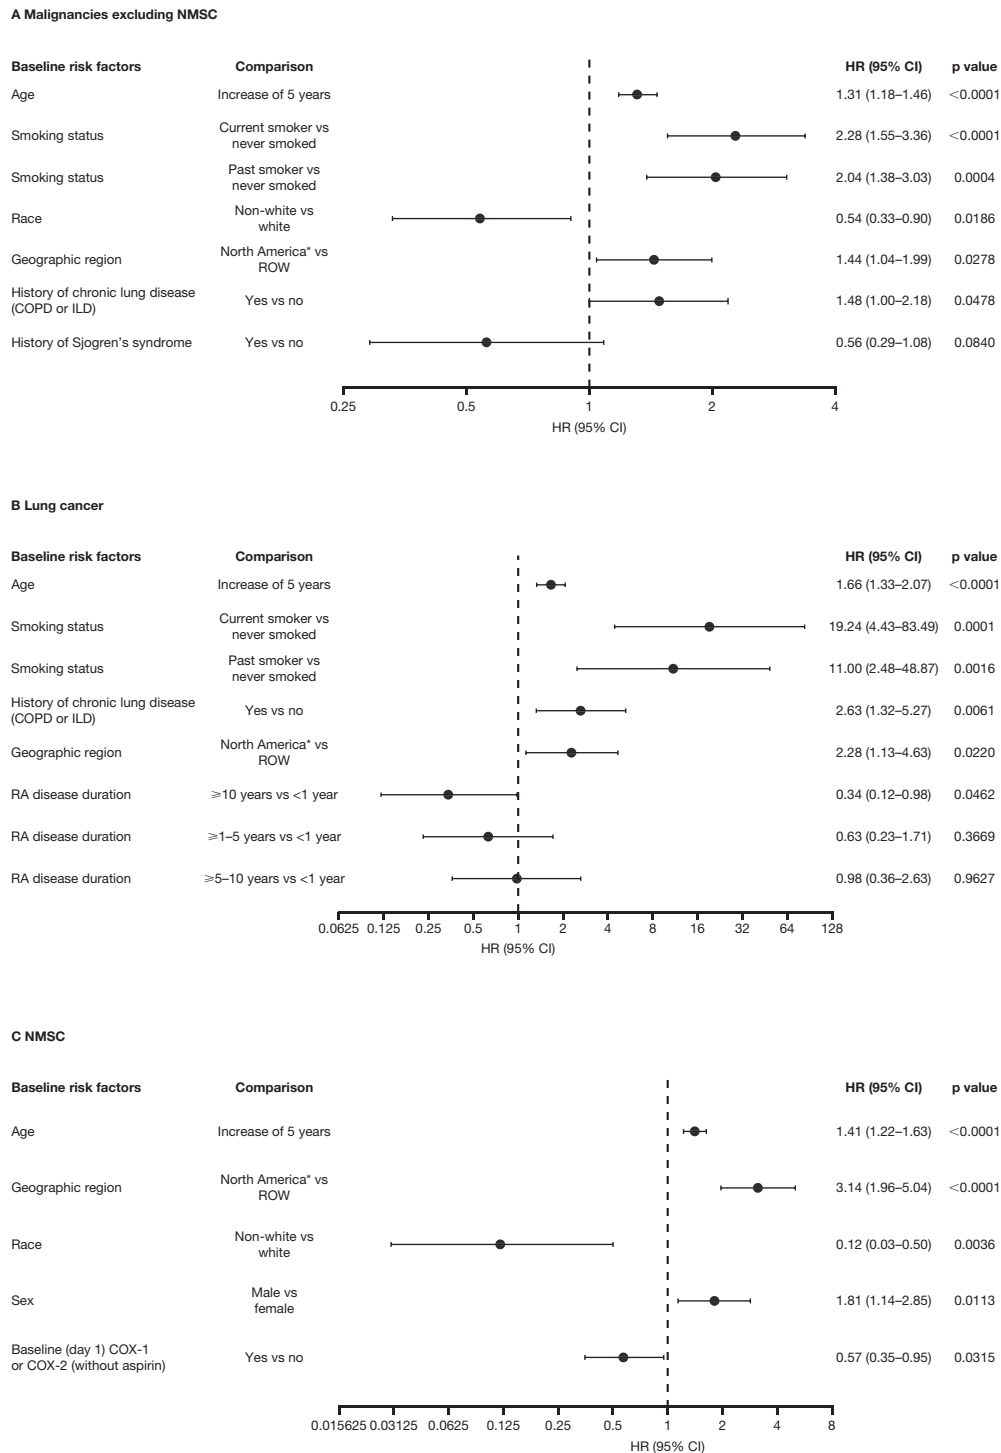 A Malignancies excluding NMSC
Baseline risk factors Comparison HR (95% CI) p value
Age Increase of 5 years 1.31 (1.18–1.46) <0.0001
Smoking status Current smoker vs never smoked 2.28 (1.55–3.36) <0.0001
Smoking status Past smoker vs never smoked 2.04 (1.38–3.03) 0.0004
Race Non-white vs white 0.54 (0.33–0.90) 0.0186
Geographic region North America* vs ROW 1.44 (1.04–1.99) 0.0278
History of chronic lung disease (COPD or ILD) Yes vs no 1.48 (1.00–2.18) 0.0478
History of Sjogren's syndrome Yes vs no 0.56 (0.29–1.08) 0.0840
0.25 0.5 1 2 4
HR (95% CI)
B Lung cancer
Baseline risk factors Comparison HR (95% CI) p value
Age Increase of 5 years 1.66 (1.33–2.07) <0.0001
Smoking status Current smoker vs never smoked 19.24 (4.43–83.49) 0.0001
Smoking status Past smoker vs never smoked 11.00 (2.48–48.87) 0.0016
History of chronic lung disease (COPD or ILD) Yes vs no 2.63 (1.32–5.27) 0.0061
Geographic region North America* vs ROW 2.28 (1.13–4.63) 0.0220
RA disease duration ⩾10 years vs <1 year 0.34 (0.12–0.98) 0.0462
RA disease duration ⩾1–5 years vs <1 year 0.63 (0.23–1.71) 0.3669
RA disease duration ⩾5–10 years vs <1 year 0.98 (0.36–2.63) 0.9627
0.0625 0.125 0.25 0.5 1 2 4 8 16 32 64 128
HR (95% CI)
C NMSC
Baseline risk factors Comparison HR (95% CI) p value
Age Increase of 5 years 1.41 (1.22–1.63) <0.0001
Geographic region North America* vs ROW 3.14 (1.96–5.04) <0.0001
Race Non-white vs white 0.12 (0.03–0.50) 0.0036
Sex Male vs female 1.81 (1.14–2.85) 0.0113
Baseline (day 1) COX-1 or COX-2 (without aspirin) Yes vs no 0.57 (0.35–0.95) 0.0315
0.015625 0.03125 0.0625 0.125 0.25 0.5 1 2 4 8
HR (95% CI)